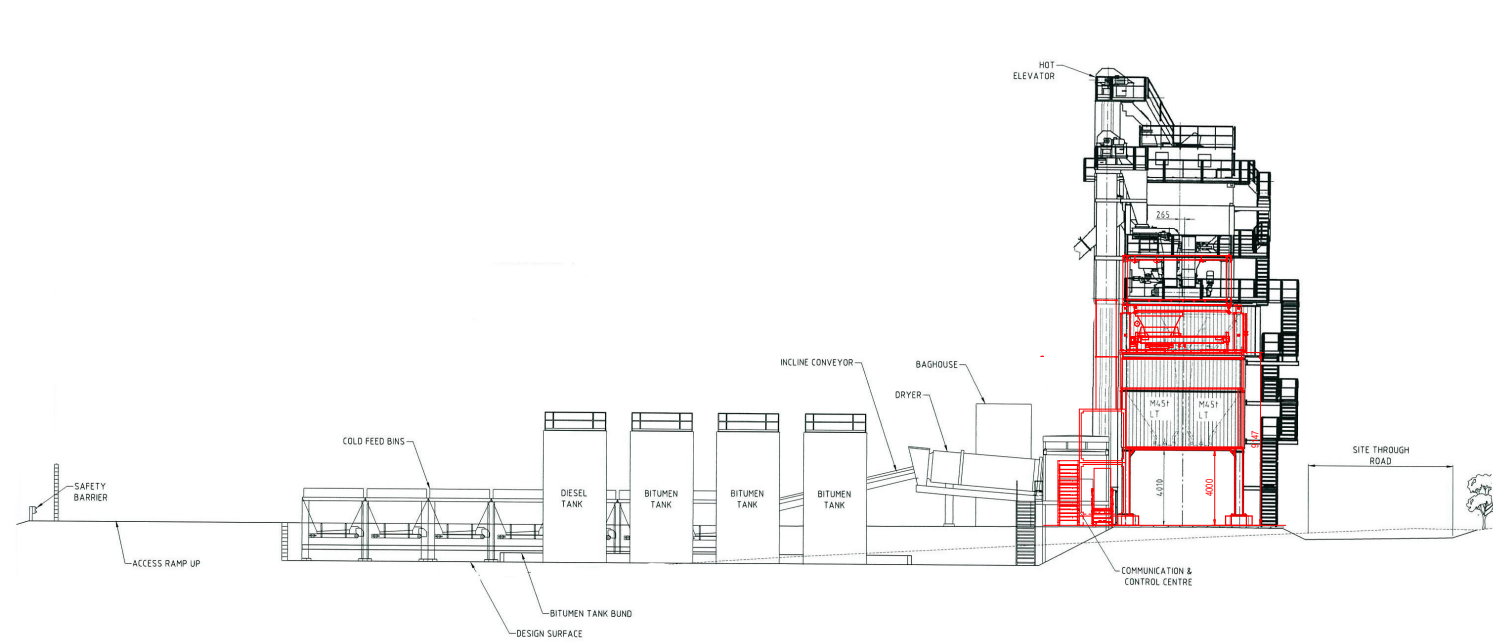 HOT
ELEVATOR
265
INCLINE CONVEYOR
BAGHOUSE
DRYER
M45t
LT
M45t
LT
COLD FEED BINS
SITE THROUGH
ROAD
SAFETY
BARRIER
DIESEL
TANK
BITUMEN
TANK
BITUMEN
TANK
BITUMEN
TANK
4010
4000
ACCESS RAMP UP
COMMUNICATION &
CONTROL CENTRE
BITUMEN TANK BUND
DESIGN SURFACE